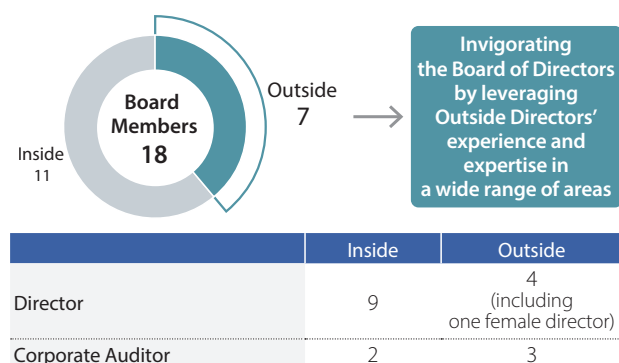 Board
Members
18
Outside
7
Inside
11
Invigorating
the Board of Directors
by leveraging
Outside Directors’
experience and
expertise in
a wide range of areas
Inside Outside
Director 9 4
(including
one female director)
Corporate Auditor 2 3